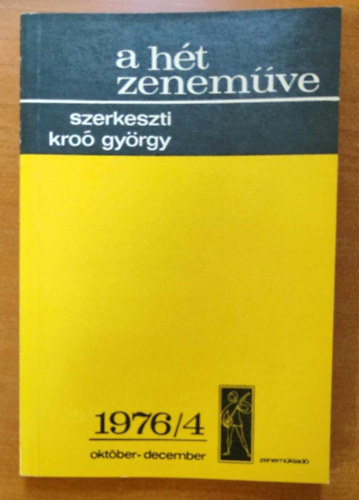 a hét
zeneműve
szerkeszti
kroó györgy
1976/4
október-december
zeneműkiadó